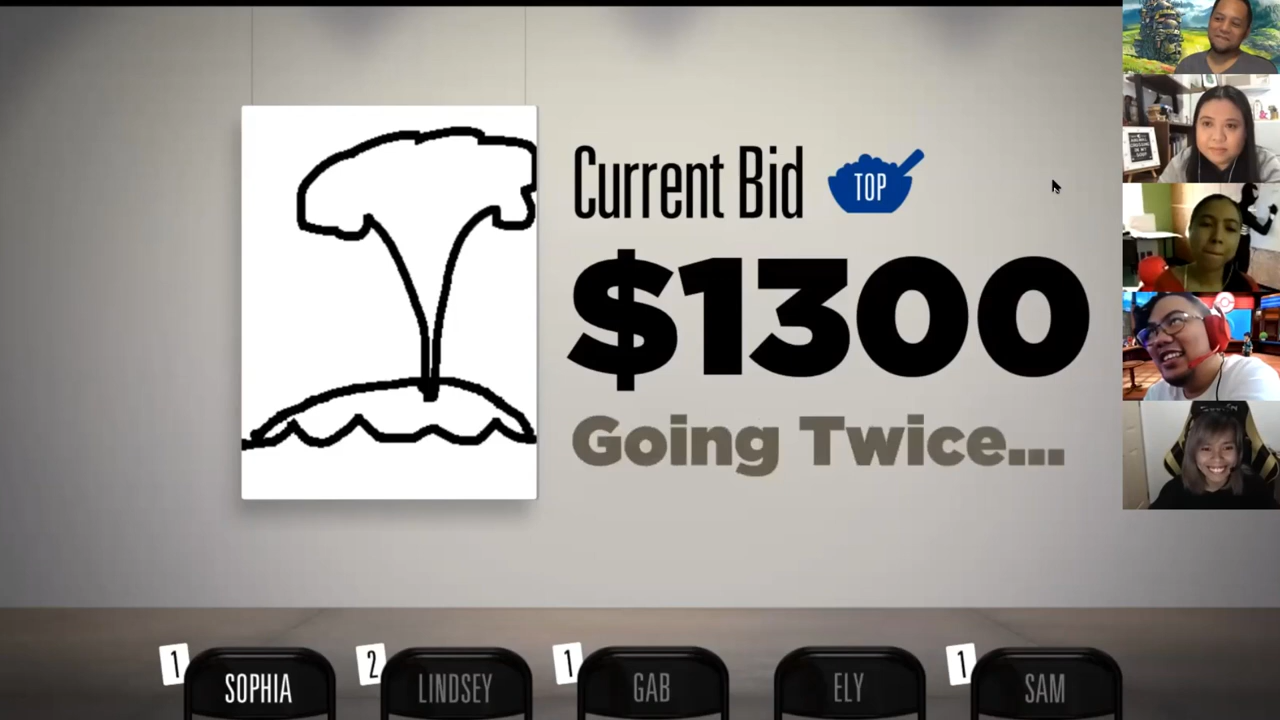 Current Bid
TOP
$1300
Going Twice...
1
SOPHIA
2
LINDSEY
1
GAB
ELY
1
SAM